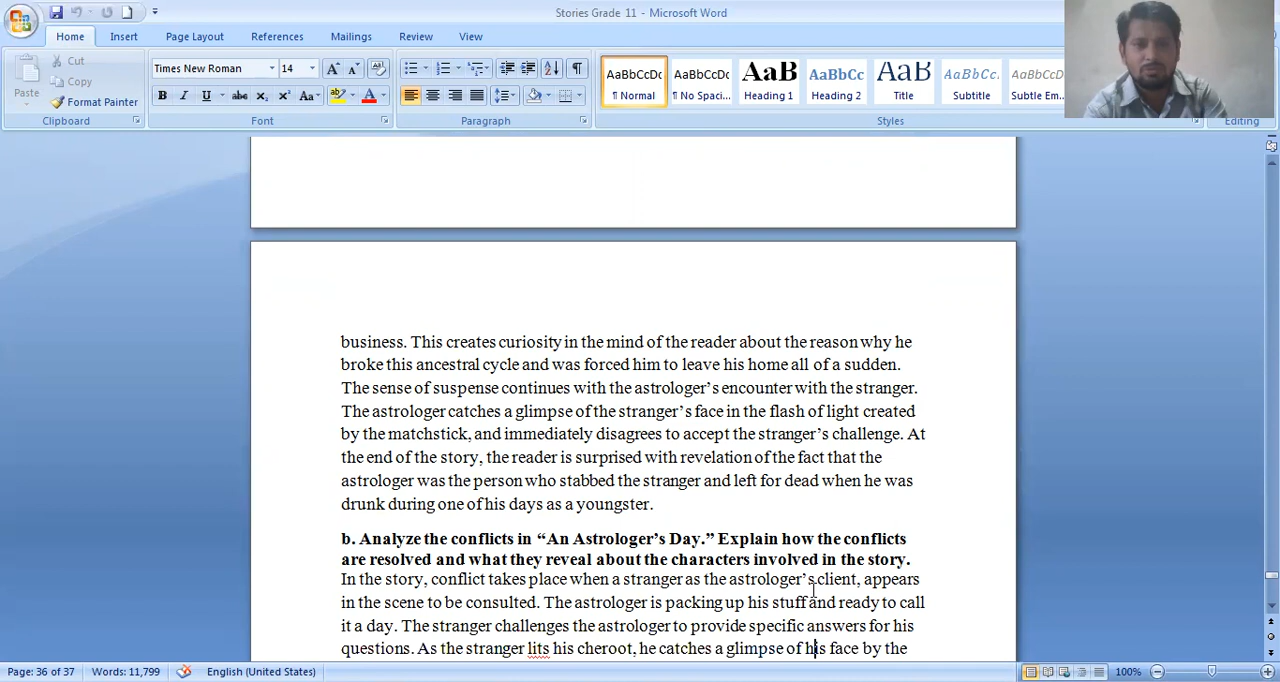 Stories Grade 11 - Microsoft Word
Home Insert Page Layout References Mailings Review View
Paste
Cut
Copy
Format Painter
Clipboard
Times New Roman 14
Font
Paragraph
AaBbCcDc AaBbCcDc AaB AaBbCc AaB AaBbCc. AaBbCcDc
¶ Normal ¶ No Spaci... Heading 1 Heading 2 Title Subtitle Subtle Em...
Styles
Editing
business. This creates curiosity in the mind of the reader about the reason why he
broke this ancestral cycle and was forced him to leave his home all of a sudden.
The sense of suspense continues with the astrologer’s encounter with the stranger.
The astrologer catches a glimpse of the stranger’s face in the flash of light created
by the matchstick, and immediately disagrees to accept the stranger’s challenge. At
the end of the story, the reader is surprised with revelation of the fact that the
astrologer was the person who stabbed the stranger and left for dead when he was
drunk during one of his days as a youngster.
b. Analyze the conflicts in “An Astrologer’s Day.” Explain how the conflicts
are resolved and what they reveal about the characters involved in the story.
In the story, conflict takes place when a stranger as the astrologer’s client, appears
in the scene to be consulted. The astrologer is packing up his stuff and ready to call
it a day. The stranger challenges the astrologer to provide specific answers for his
questions. As the stranger lits his cheroot, he catches a glimpse of his face by the
Page: 36 of 37 Words: 11,799 English (United States) 100%